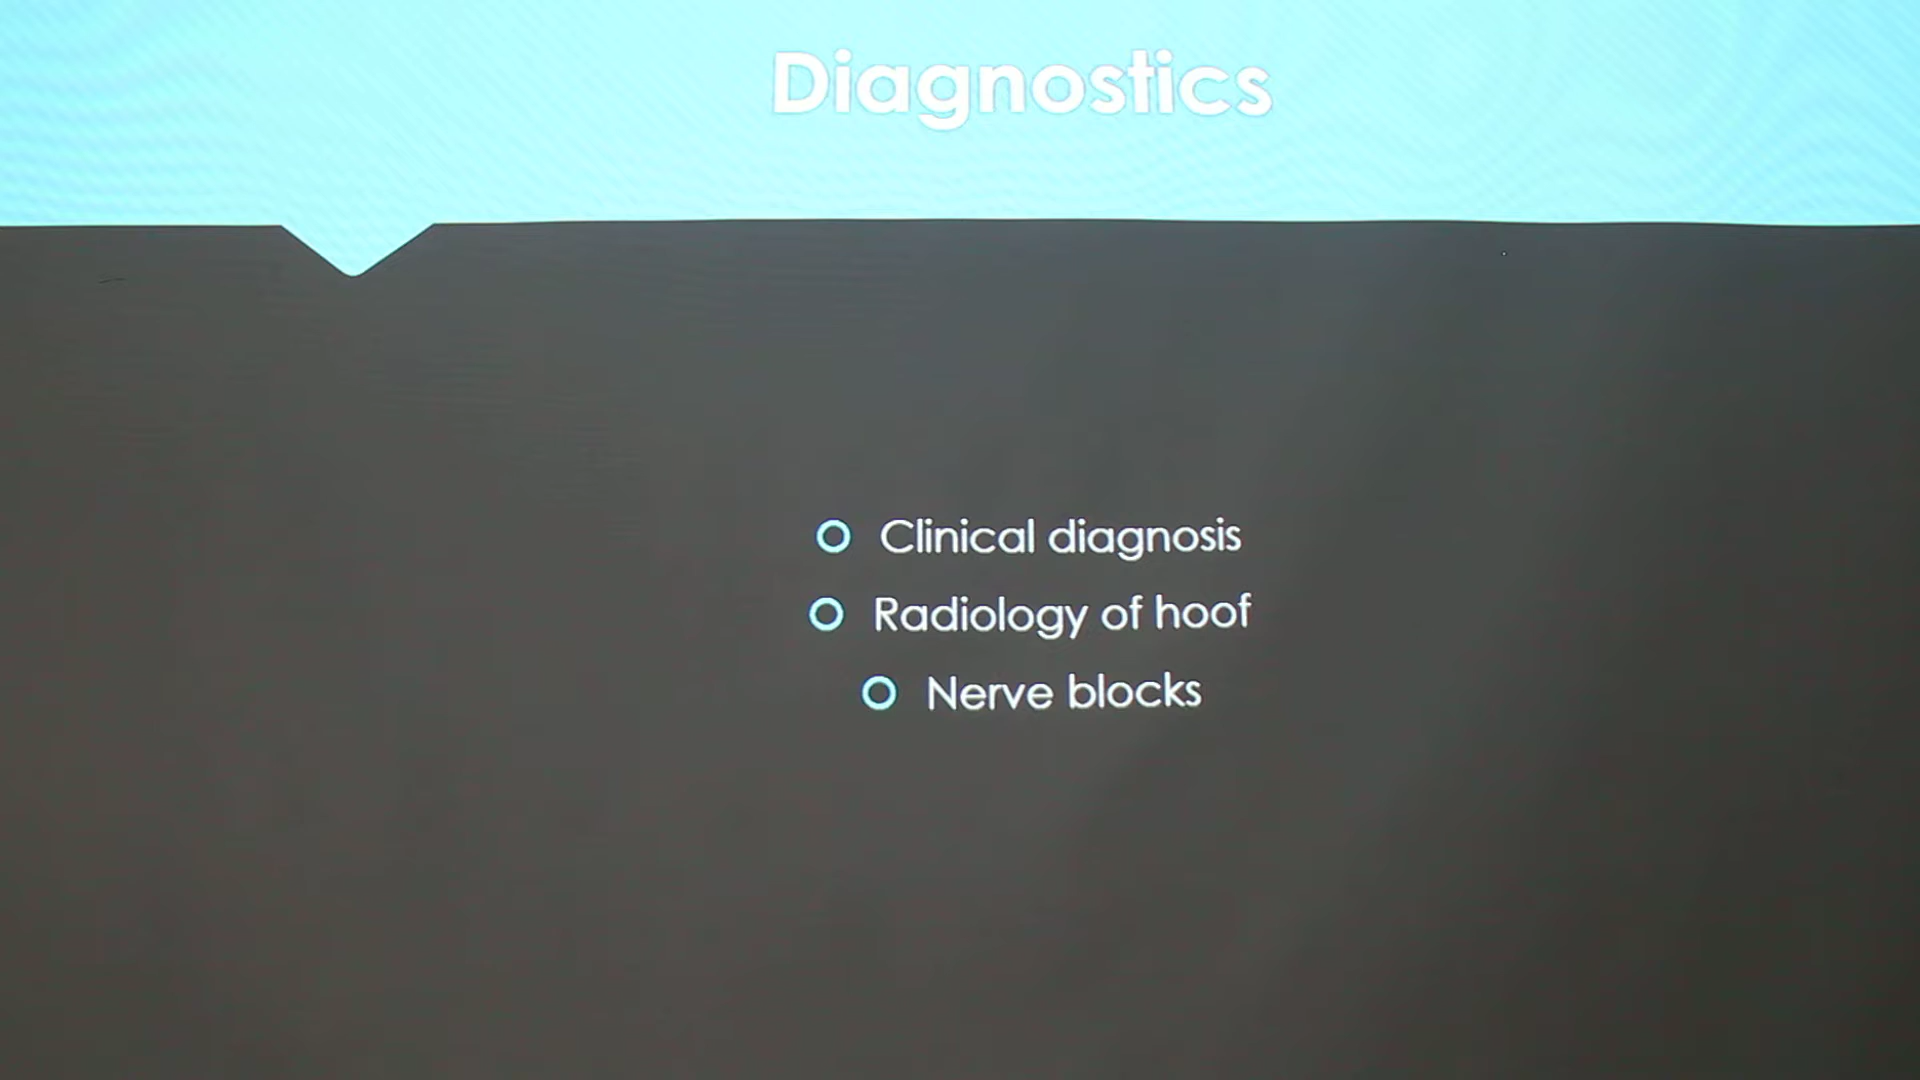 Diagnostics
Clinical diagnosis
Radiology of hoof
Nerve blocks